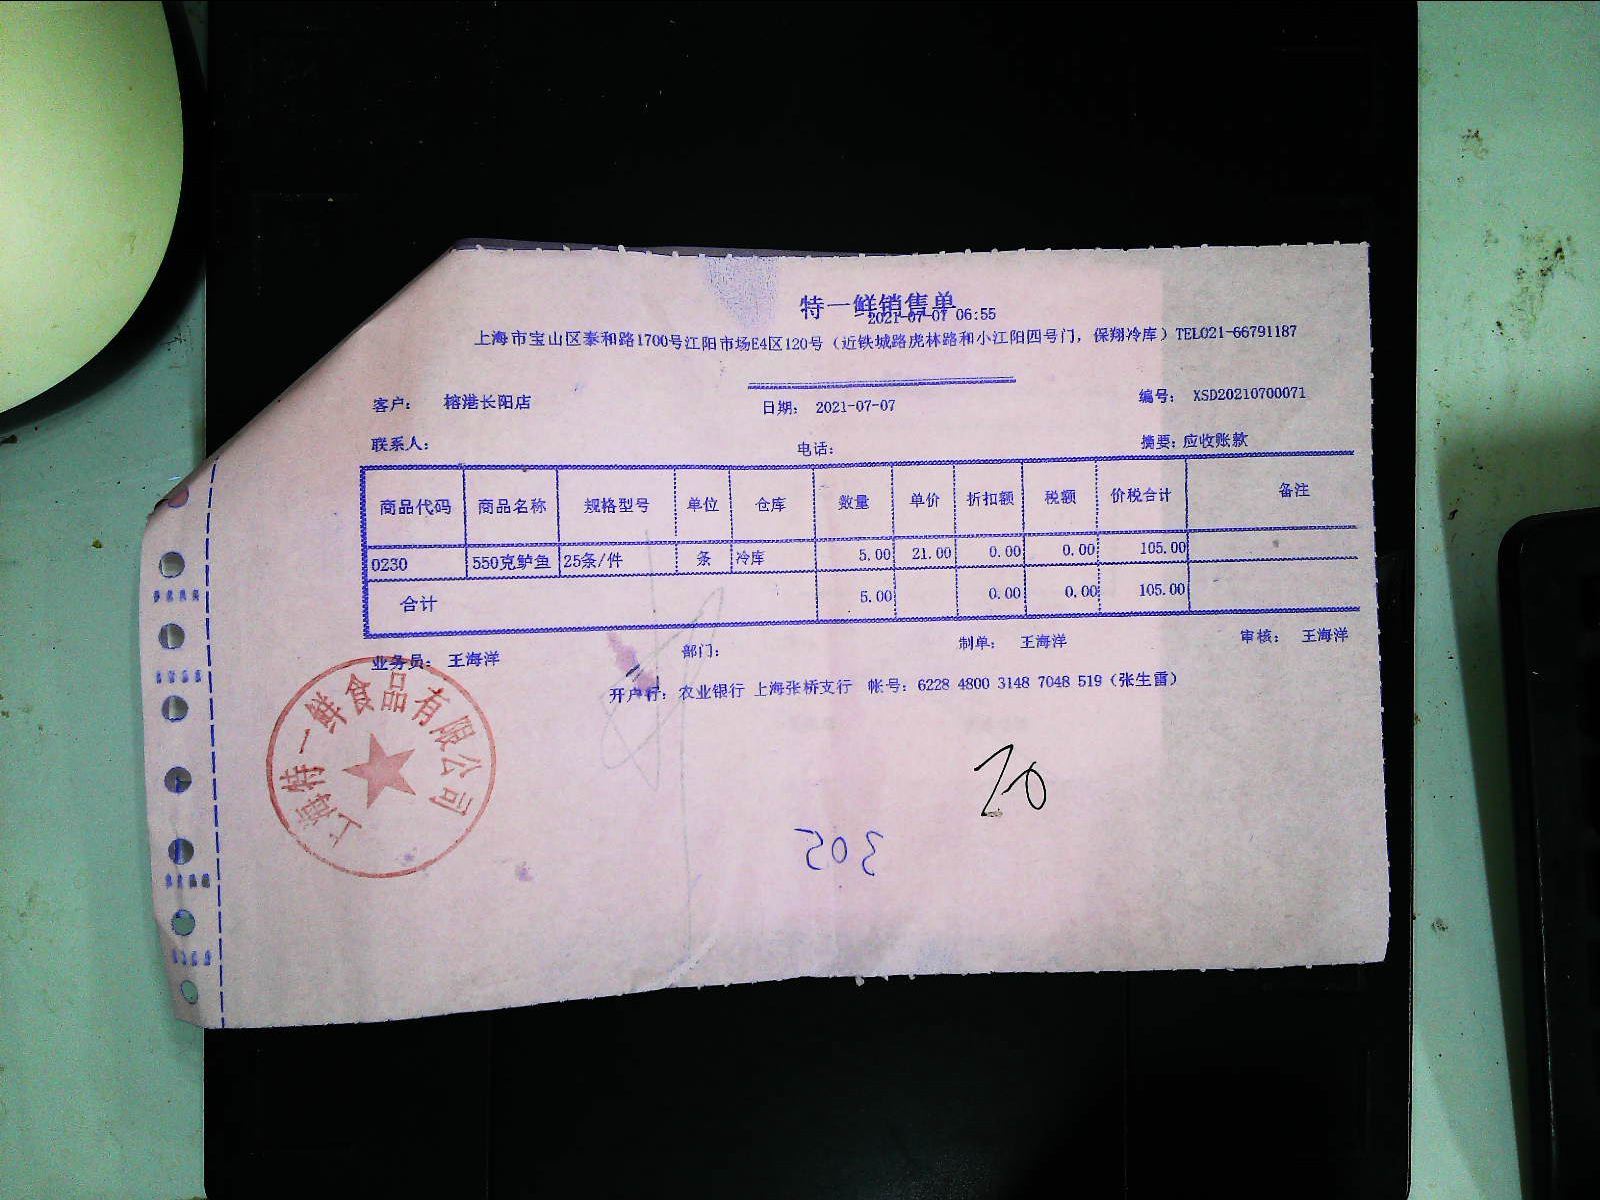 特一鲜销售单
2021-07-07 06:55
上海市宝山区泰和路1700号江阳市场E4区120号（近铁城路虎林路和小江阳四号门，保翔冷库）TEL021-66791187
客户： 榕港长阳店 日期： 2021-07-07 编号： XSD20210700071
联系人： 电话： 摘要：应收账款
商品代码 商品名称 规格型号 单位 仓库 数量 单价 折扣额 税额 价税合计 备注
0230 550克鲈鱼 25条/件 条 冷库 5.00 21.00 0.00 0.00 105.00
合计 5.00 0.00 0.00 105.00
业务员： 王海洋 部门： 制单： 王海洋 审核： 王海洋
开户行：农业银行 上海张桥支行 帐号：6228 4800 3148 7048 519（张生雷）
上海特一鲜食品有限公司
305